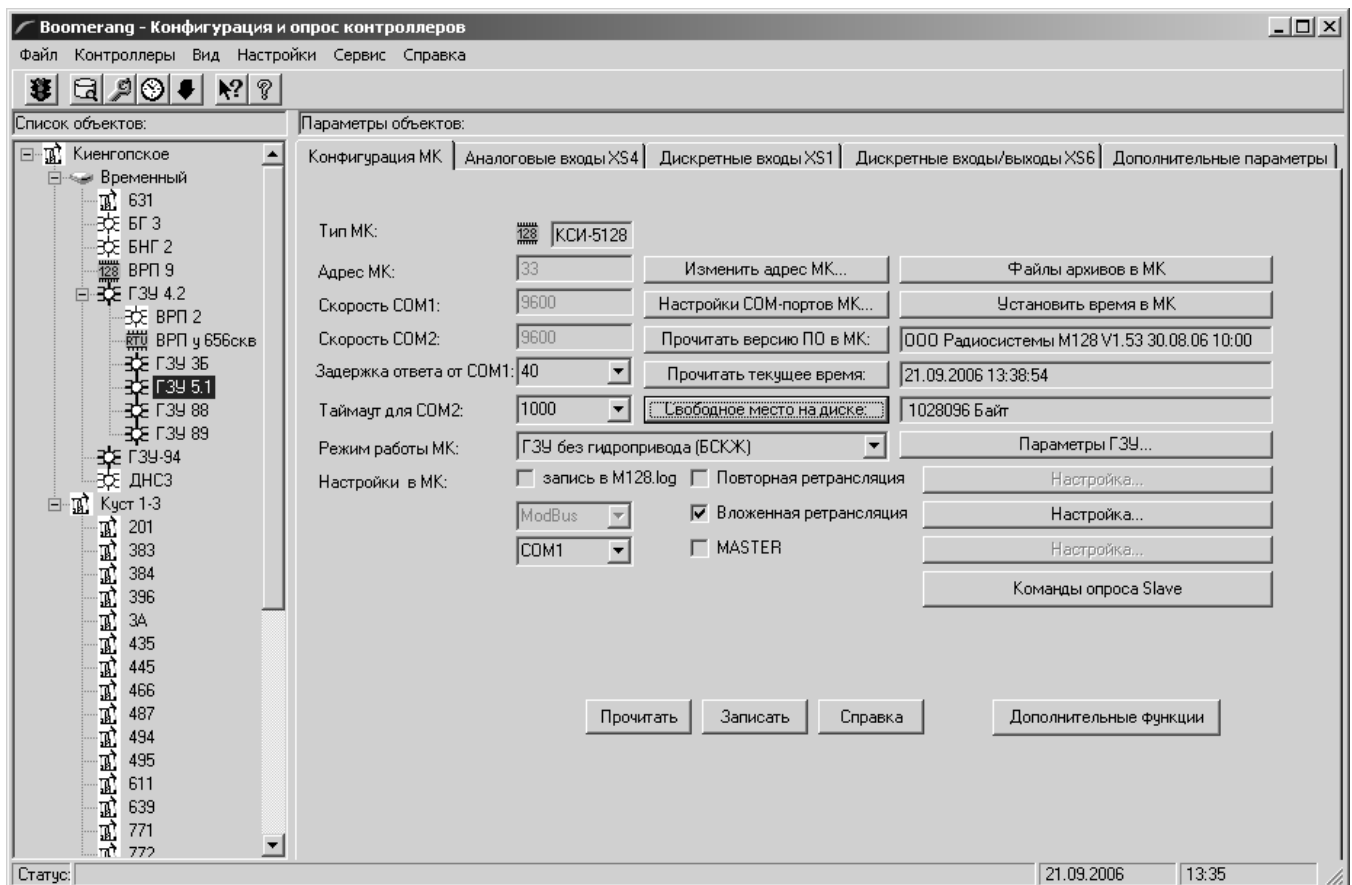 Boomerang - Конфигурация и опрос контроллеров
Файл Контроллеры Вид Настройки Сервис Справка
Список объектов:
Параметры объектов:
Киенгопское
Временный
631
БГ 3
БНГ 2
128 ВРП 9
ГЗУ 4.2
ВРП 2
RTU ВРП у 656скв
ГЗУ 3Б
ГЗУ 5.1
ГЗУ 88
ГЗУ 89
ГЗУ-94
ДНС3
Куст 1-3
201
383
384
396
3А
435
445
466
487
494
495
611
639
771
772
Конфигурация МК Аналоговые входы XS4 Дискретные входы XS1 Дискретные входы/выходы XS6 Дополнительные параметры
Тип МК: 128 КСИ-5128
Адрес МК: 33 Изменить адрес МК... Файлы архивов в МК
Скорость COM1: 9600 Настройки COM-портов МК... Установить время в МК
Скорость COM2: 9600 Прочитать версию ПО в МК: ООО Радиосистемы М128 V1.53 30.08.06 10:00
Задержка ответа от COM1: 40 Прочитать текущее время: 21.09.2006 13:38:54
Таймаут для COM2: 1000 Свободное место на диске: 1028096 Байт
Режим работы МК: ГЗУ без гидропривода (БСКЖ) Параметры ГЗУ...
Настройки в МК: запись в M128.log Повторная ретрансляция Настройка...
ModBus Вложенная ретрансляция Настройка...
COM1 MASTER Настройка...
Команды опроса Slave
Прочитать Записать Справка Дополнительные функции
Статус: 21.09.2006 13:35